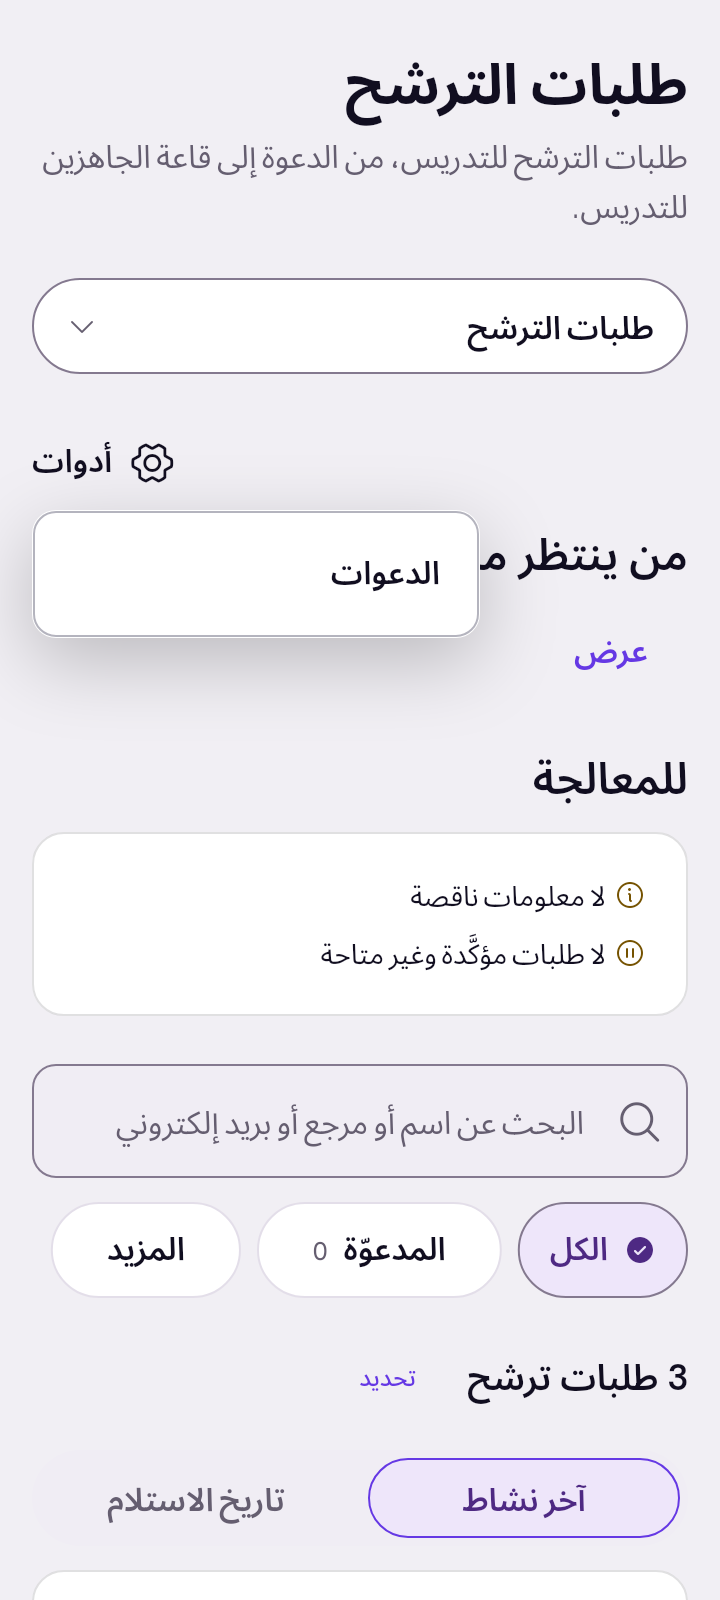 طلبات الترشح
طلبات الترشح للتدريس، من الدعوة إلى قاعة الجاهزين
للتدريس.
طلبات الترشح
أدوات
الدعوات
من ينتظر
عرض
للمعالجة
لا معلومات ناقصة
لا طلبات مؤكَّدة وغير متاحة
البحث عن اسم أو مرجع أو بريد إلكتروني
الكل
المدعوّة 0
المزيد
3 طلبات ترشح
تحديد
آخر نشاط
تاريخ الاستلام